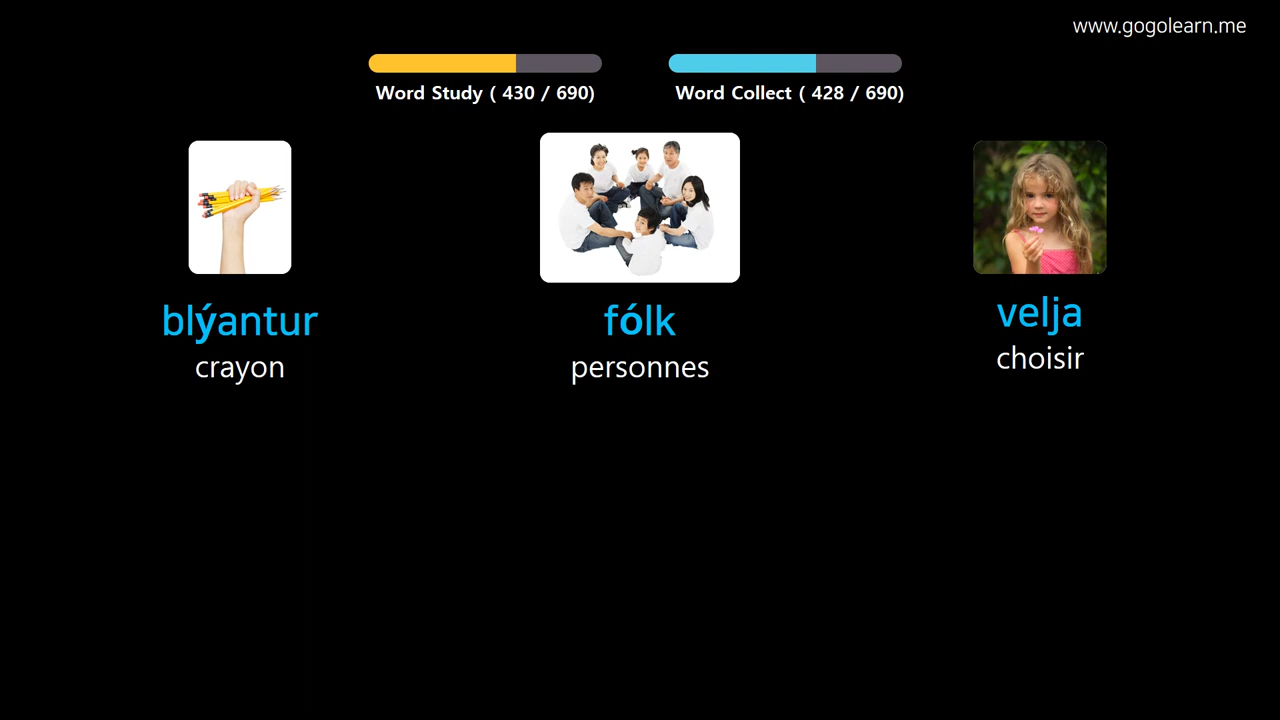 www.gogolearn.me
Word Study ( 430 / 690)
Word Collect ( 428 / 690)
blýantur
crayon
fólk
personnes
velja
choisir